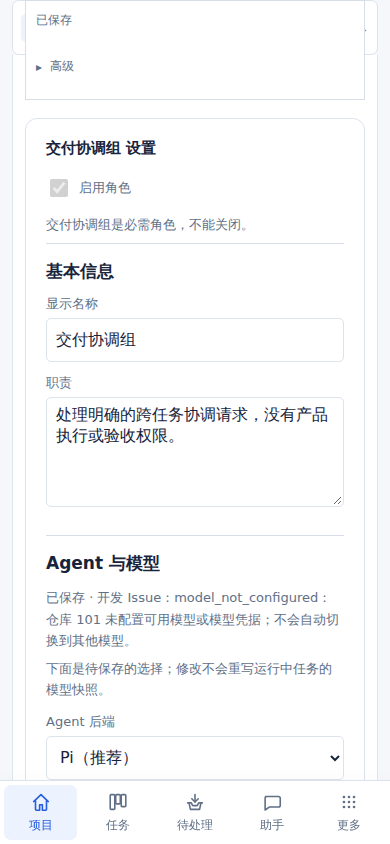 已保存
▸ 高级
交付协调组 设置
启用角色
交付协调组是必需角色，不能关闭。
基本信息
显示名称
交付协调组
职责
处理明确的跨任务协调请求，没有产品
执行或验收权限。
Agent 与模型
已保存 · 开发 Issue：model_not_configured：
仓库 101 未配置可用模型或模型凭据；不会自动切
换到其他模型。
下面是待保存的选择；修改不会重写运行中任务的
模型快照。
Agent 后端
Pi（推荐）
项目
任务
待处理
助手
更多